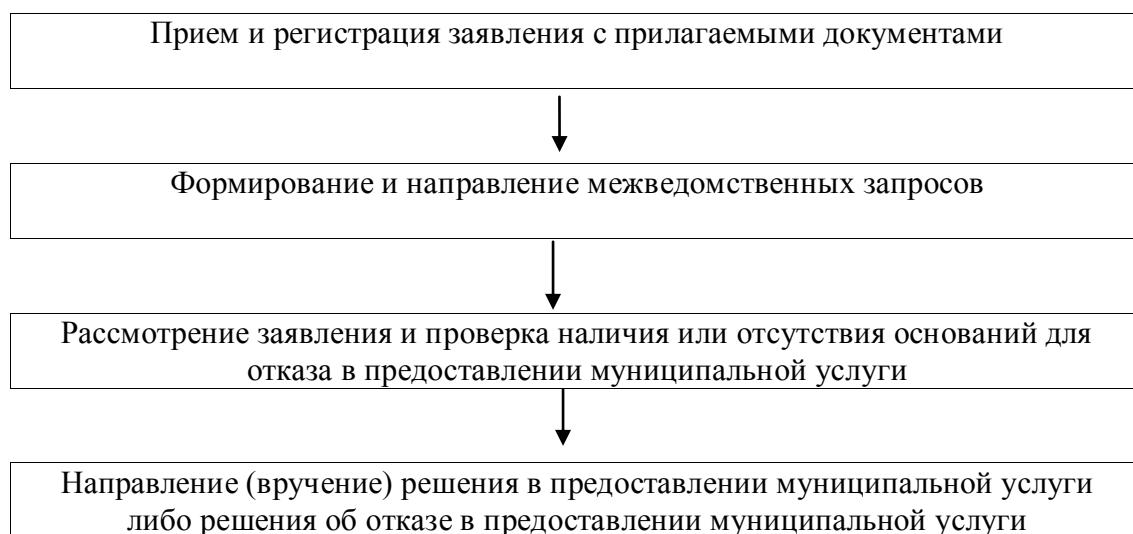 Прием и регистрация заявления с прилагаемыми документами
Формирование и направление межведомственных запросов
Рассмотрение заявления и проверка наличия или отсутствия оснований для
отказа в предоставлении муниципальной услуги
Направление (вручение) решения в предоставлении муниципальной услуги
либо решения об отказе в предоставлении муниципальной услуги